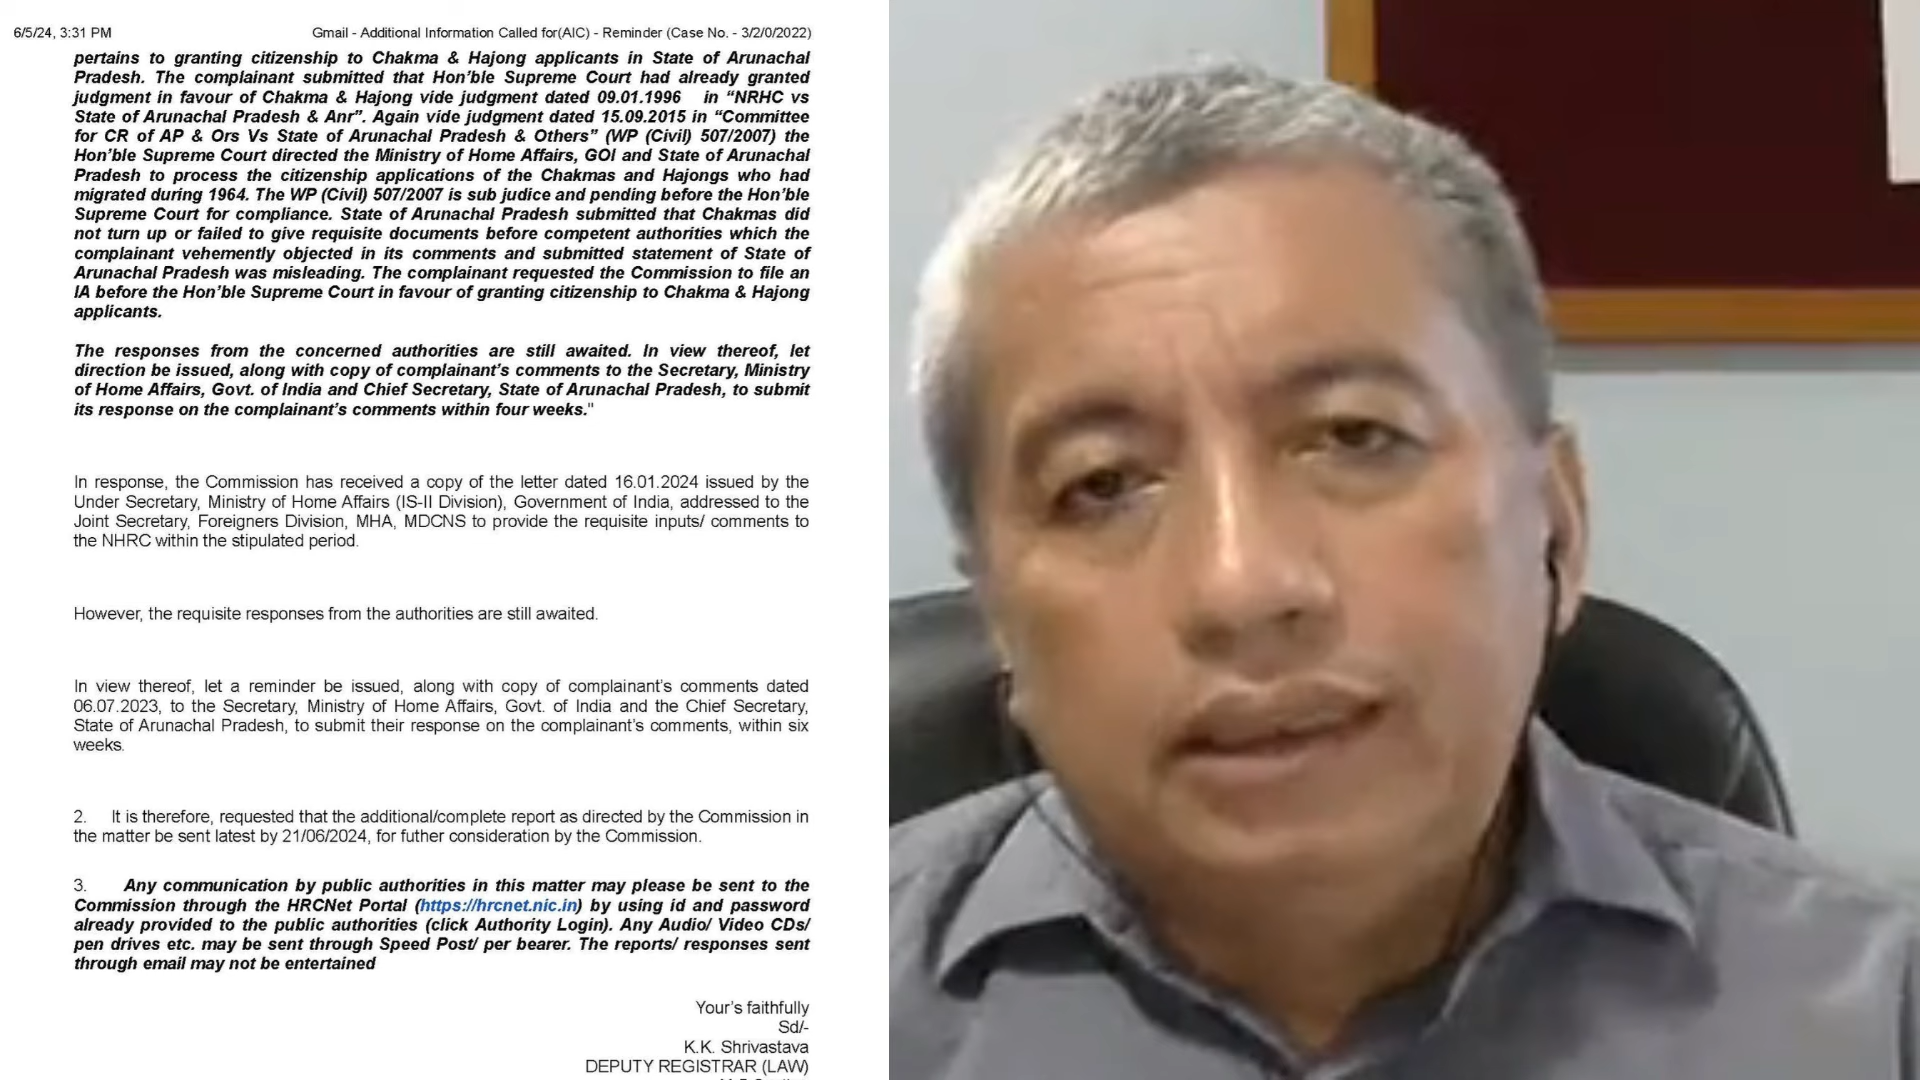 6/5/24, 3:31 PM Gmail - Additional Information Called for(AIC) - Reminder (Case No. - 3/2/0/2022)
pertains to granting citizenship to Chakma & Hajong applicants in State of Arunachal
Pradesh. The complainant submitted that Hon'ble Supreme Court had already granted
judgment in favour of Chakma & Hajong vide judgment dated 09.01.1996 in "NRHC vs
State of Arunachal Pradesh & Anr". Again vide judgment dated 15.09.2015 in "Committee
for CR of AP & Ors Vs State of Arunachal Pradesh & Others" (WP (Civil) 507/2007) the
Hon'ble Supreme Court directed the Ministry of Home Affairs, GOI and State of Arunachal
Pradesh to process the citizenship applications of the Chakmas and Hajongs who had
migrated during 1964. The WP (Civil) 507/2007 is sub judice and pending before the Hon'ble
Supreme Court for compliance. State of Arunachal Pradesh submitted that Chakmas did
not turn up or failed to give requisite documents before competent authorities which the
complainant vehemently objected in its comments and submitted statement of State of
Arunachal Pradesh was misleading. The complainant requested the Commission to file an
IA before the Hon'ble Supreme Court in favour of granting citizenship to Chakma & Hajong
applicants.
The responses from the concerned authorities are still awaited. In view thereof, let
direction be issued, along with copy of complainant's comments to the Secretary, Ministry
of Home Affairs, Govt. of India and Chief Secretary, State of Arunachal Pradesh, to submit
its response on the complainant's comments within four weeks."
In response, the Commission has received a copy of the letter dated 16.01.2024 issued by the
Under Secretary, Ministry of Home Affairs (IS-II Division), Government of India, addressed to the
Joint Secretary, Foreigners Division, MHA, MDCNS to provide the requisite inputs/ comments to
the NHRC within the stipulated period.
However, the requisite responses from the authorities are still awaited.
In view thereof, let a reminder be issued, along with copy of complainant's comments dated
06.07.2023, to the Secretary, Ministry of Home Affairs, Govt. of India and the Chief Secretary,
State of Arunachal Pradesh, to submit their response on the complainant's comments, within six
weeks.
2. It is therefore, requested that the additional/complete report as directed by the Commission in
the matter be sent latest by 21/06/2024, for futher consideration by the Commission.
3. Any communication by public authorities in this matter may please be sent to the
Commission through the HRCNet Portal (https://hrcnet.nic.in) by using id and password
already provided to the public authorities (click Authority Login). Any Audio/ Video CDs/
pen drives etc. may be sent through Speed Post/ per bearer. The reports/ responses sent
through email may not be entertained
Your's faithfully
Sd/-
K.K. Shrivastava
DEPUTY REGISTRAR (LAW)